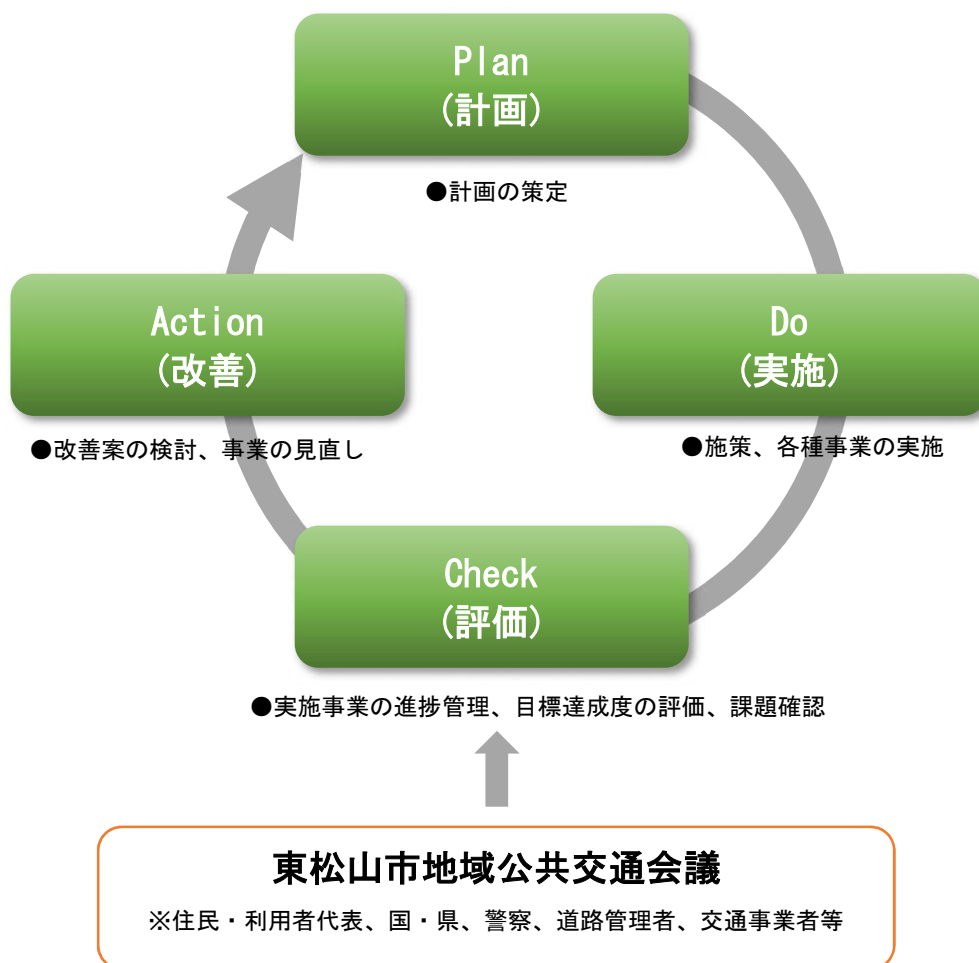 Plan
(計画)
●計画の策定
Action
(改善)
●改善案の検討、事業の見直し
Do
(実施)
●施策、各種事業の実施
Check
(評価)
●実施事業の進捗管理、目標達成度の評価、課題確認
東松山市地域公共交通会議
※住民・利用者代表、国・県、警察、道路管理者、交通事業者等